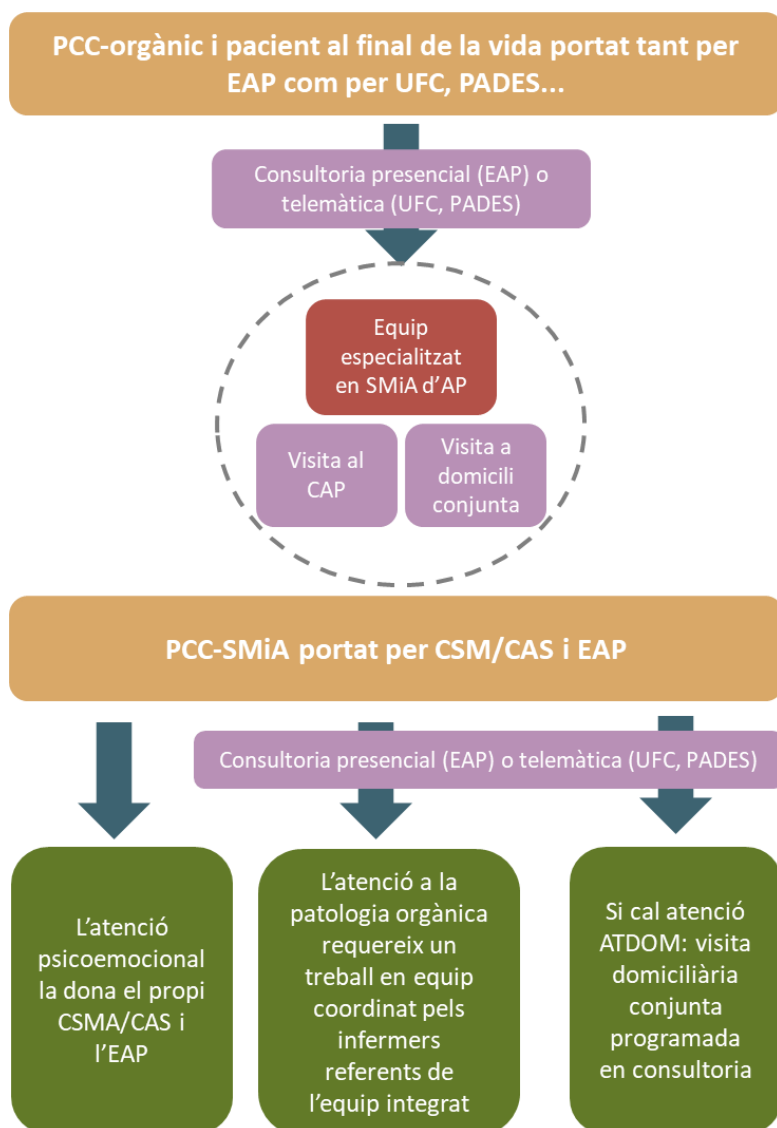 PCC-orgànic i pacient al final de la vida portat tant per
EAP com per UFC, PADES...
Consultoria presencial (EAP) o
telemàtica (UFC, PADES)
Equip
especialitzat
en SMiA d'AP
Visita al
CAP
Visita a
domicili
conjunta
PCC-SMiA portat per CSM/CAS i EAP
Consultoria presencial (EAP) o telemàtica (UFC, PADES)
L'atenció
psicoemocional
la dona el propi
CSMA/CAS i
l'EAP
L'atenció a la
patologia orgànica
requereix un
treball en equip
coordinat pels
infermers
referents de
l'equip integrat
Si cal atenció
ATDOM: visita
domiciliària
conjunta
programada
en consultoria